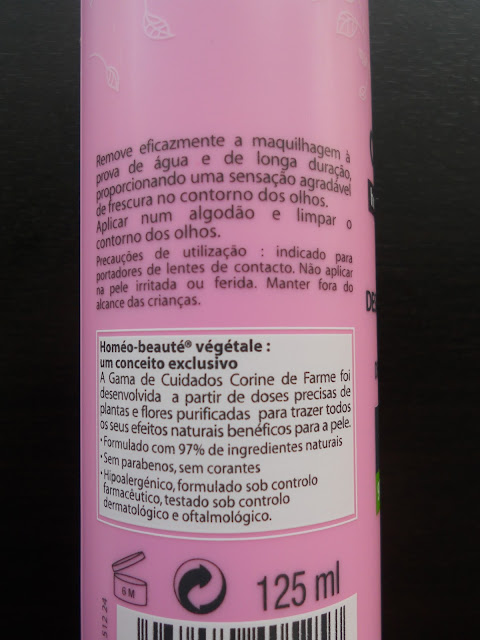 Remove eficazmente a maquilhagem à
prova de água e de longa duração,
proporcionando uma sensação agradável
de frescura no contorno dos olhos.
Aplicar num algodão e limpar o
contorno dos olhos.
Precauções de utilização : indicado para
portadores de lentes de contacto. Não aplicar
na pele irritada ou ferida. Manter fora do
alcance das crianças.
Homéo-beauté® végétale :
um conceito exclusivo
A Gama de Cuidados Corine de Farme foi
desenvolvida a partir de doses precisas de
plantas e flores purificadas para trazer todos
os seus efeitos naturais benéficos para a pele.
• Formulado com 97% de ingredientes naturais
• Sem parabenos, sem corantes
• Hipoalergénico, formulado sob controlo
farmacêutico, testado sob controlo
dermatológico e oftalmológico.
6 M
125 ml